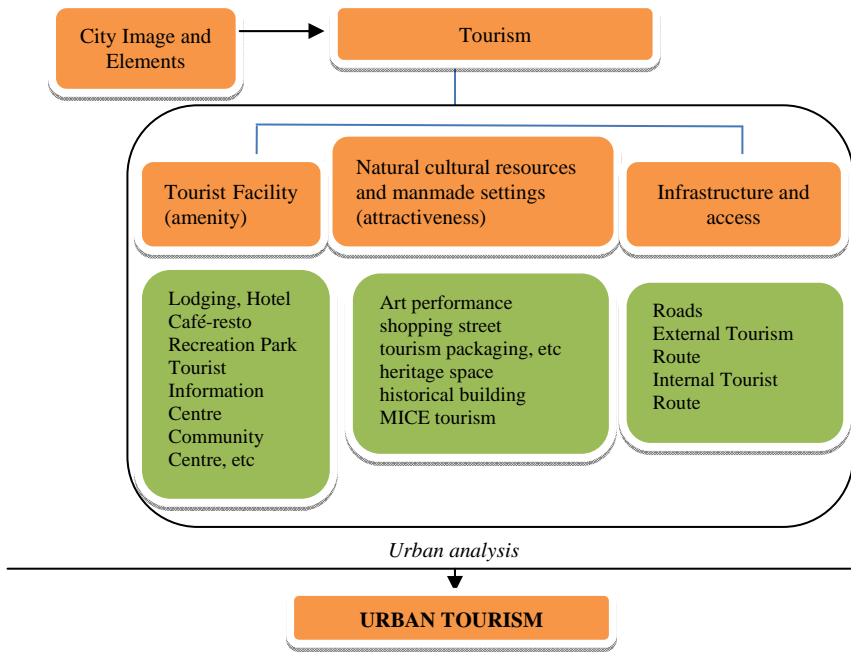 City Image and
Elements
Tourism
Tourist Facility
(amenity)
Natural cultural resources
and manmade settings
(attractiveness)
Infrastructure and
access
Lodging, Hotel
Café-resto
Recreation Park
Tourist
Information
Centre
Community
Centre, etc
Art performance
shopping street
tourism packaging, etc
heritage space
historical building
MICE tourism
Roads
External Tourism
Route
Internal Tourist
Route
Urban analysis
URBAN TOURISM